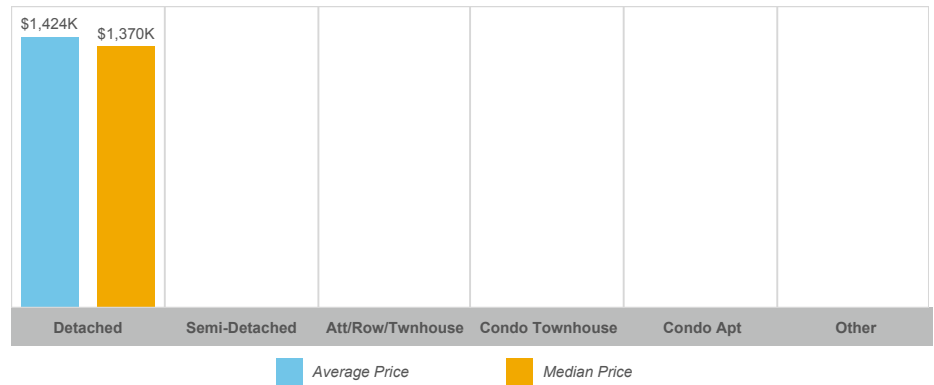 $1,424K
$1,370K
Detached Semi-Detached Att/Row/Twnhouse Condo Townhouse Condo Apt Other
Average Price Median Price